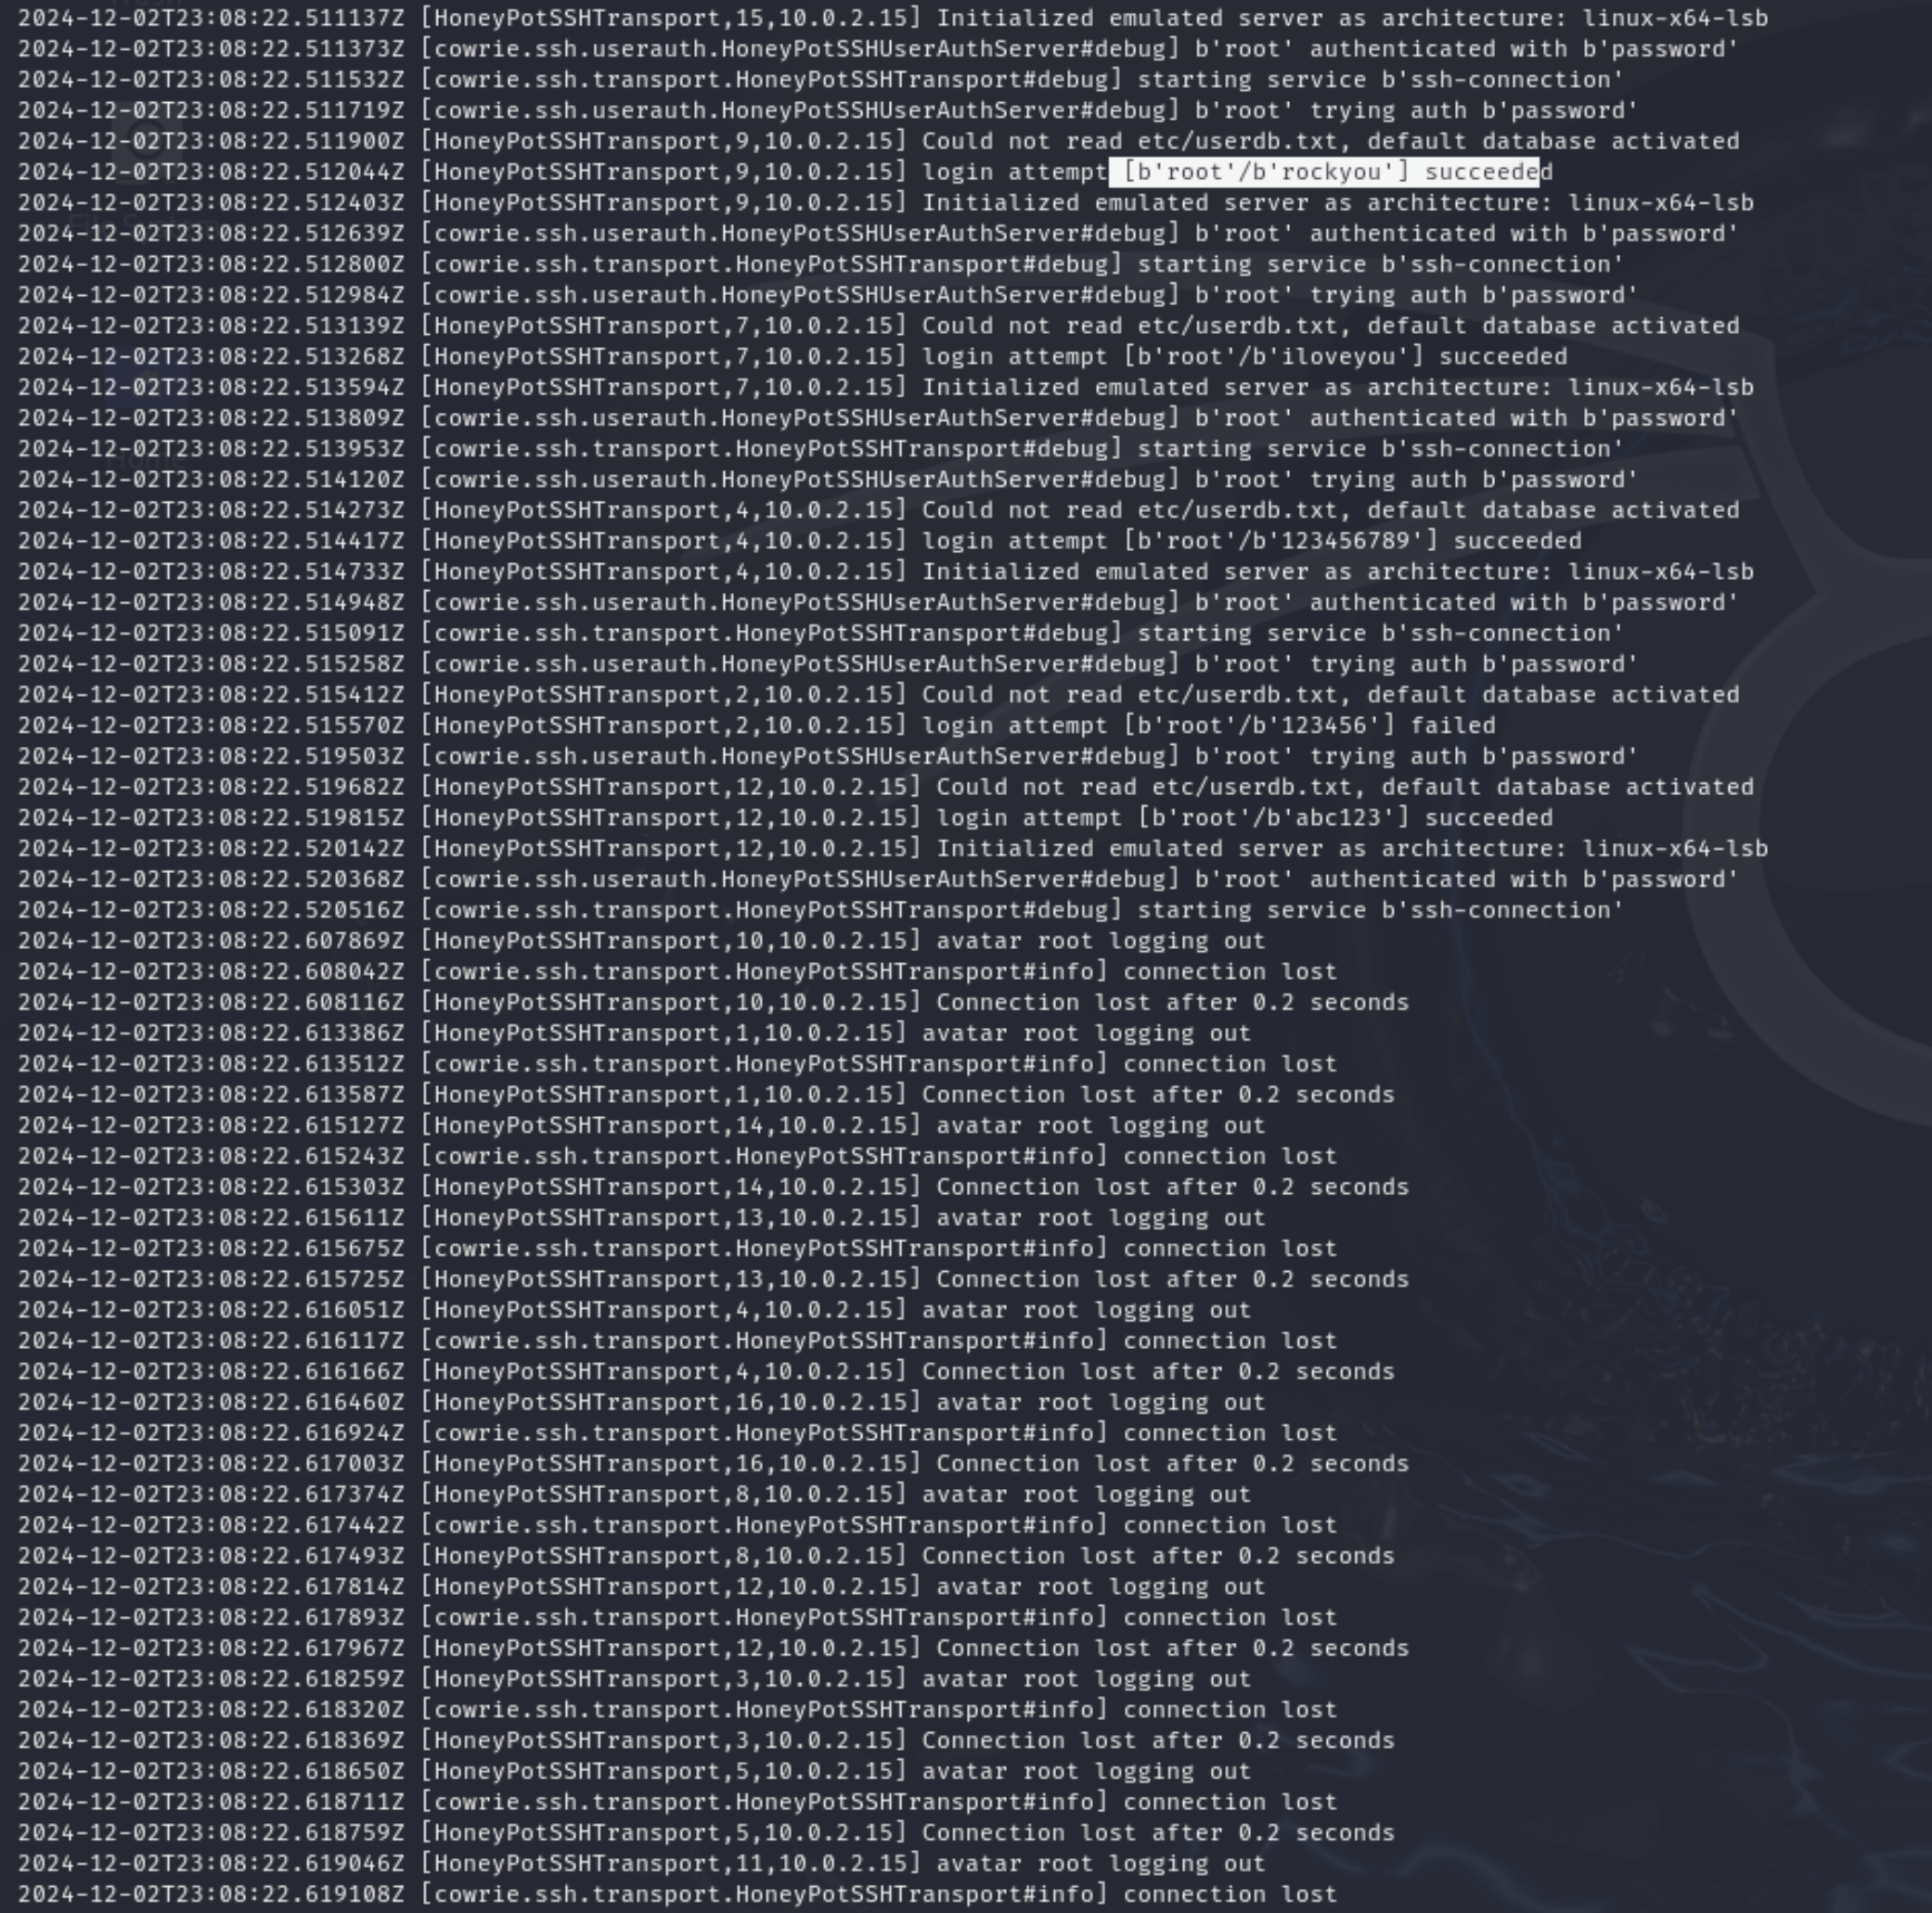 2024-12-02T23:08:22.511137Z [HoneyPotSSHTransport,15,10.0.2.15] Initialized emulated server as architecture: linux-x64-lsb
2024-12-02T23:08:22.511373Z [cowrie.ssh.userauth.HoneyPotSSHUserAuthServer#debug] b'root' authenticated with b'password'
2024-12-02T23:08:22.511532Z [cowrie.ssh.transport.HoneyPotSSHTransport#debug] starting service b'ssh-connection'
2024-12-02T23:08:22.511719Z [cowrie.ssh.userauth.HoneyPotSSHUserAuthServer#debug] b'root' trying auth b'password'
2024-12-02T23:08:22.511900Z [HoneyPotSSHTransport,9,10.0.2.15] Could not read etc/userdb.txt, default database activated
2024-12-02T23:08:22.512044Z [HoneyPotSSHTransport,9,10.0.2.15] login attempt [b'root'/b'rockyou'] succeeded
2024-12-02T23:08:22.512403Z [HoneyPotSSHTransport,9,10.0.2.15] Initialized emulated server as architecture: linux-x64-lsb
2024-12-02T23:08:22.512639Z [cowrie.ssh.userauth.HoneyPotSSHUserAuthServer#debug] b'root' authenticated with b'password'
2024-12-02T23:08:22.512800Z [cowrie.ssh.transport.HoneyPotSSHTransport#debug] starting service b'ssh-connection'
2024-12-02T23:08:22.512984Z [cowrie.ssh.userauth.HoneyPotSSHUserAuthServer#debug] b'root' trying auth b'password'
2024-12-02T23:08:22.513139Z [HoneyPotSSHTransport,7,10.0.2.15] Could not read etc/userdb.txt, default database activated
2024-12-02T23:08:22.513268Z [HoneyPotSSHTransport,7,10.0.2.15] login attempt [b'root'/b'iloveyou'] succeeded
2024-12-02T23:08:22.513594Z [HoneyPotSSHTransport,7,10.0.2.15] Initialized emulated server as architecture: linux-x64-lsb
2024-12-02T23:08:22.513809Z [cowrie.ssh.userauth.HoneyPotSSHUserAuthServer#debug] b'root' authenticated with b'password'
2024-12-02T23:08:22.513953Z [cowrie.ssh.transport.HoneyPotSSHTransport#debug] starting service b'ssh-connection'
2024-12-02T23:08:22.514120Z [cowrie.ssh.userauth.HoneyPotSSHUserAuthServer#debug] b'root' trying auth b'password'
2024-12-02T23:08:22.514273Z [HoneyPotSSHTransport,4,10.0.2.15] Could not read etc/userdb.txt, default database activated
2024-12-02T23:08:22.514417Z [HoneyPotSSHTransport,4,10.0.2.15] login attempt [b'root'/b'123456789'] succeeded
2024-12-02T23:08:22.514733Z [HoneyPotSSHTransport,4,10.0.2.15] Initialized emulated server as architecture: linux-x64-lsb
2024-12-02T23:08:22.514948Z [cowrie.ssh.userauth.HoneyPotSSHUserAuthServer#debug] b'root' authenticated with b'password'
2024-12-02T23:08:22.515091Z [cowrie.ssh.transport.HoneyPotSSHTransport#debug] starting service b'ssh-connection'
2024-12-02T23:08:22.515258Z [cowrie.ssh.userauth.HoneyPotSSHUserAuthServer#debug] b'root' trying auth b'password'
2024-12-02T23:08:22.515412Z [HoneyPotSSHTransport,2,10.0.2.15] Could not read etc/userdb.txt, default database activated
2024-12-02T23:08:22.515570Z [HoneyPotSSHTransport,2,10.0.2.15] login attempt [b'root'/b'123456'] failed
2024-12-02T23:08:22.519503Z [cowrie.ssh.userauth.HoneyPotSSHUserAuthServer#debug] b'root' trying auth b'password'
2024-12-02T23:08:22.519682Z [HoneyPotSSHTransport,12,10.0.2.15] Could not read etc/userdb.txt, default database activated
2024-12-02T23:08:22.519815Z [HoneyPotSSHTransport,12,10.0.2.15] login attempt [b'root'/b'abc123'] succeeded
2024-12-02T23:08:22.520142Z [HoneyPotSSHTransport,12,10.0.2.15] Initialized emulated server as architecture: linux-x64-lsb
2024-12-02T23:08:22.520368Z [cowrie.ssh.userauth.HoneyPotSSHUserAuthServer#debug] b'root' authenticated with b'password'
2024-12-02T23:08:22.520516Z [cowrie.ssh.transport.HoneyPotSSHTransport#debug] starting service b'ssh-connection'
2024-12-02T23:08:22.607869Z [HoneyPotSSHTransport,10,10.0.2.15] avatar root logging out
2024-12-02T23:08:22.608042Z [cowrie.ssh.transport.HoneyPotSSHTransport#info] connection lost
2024-12-02T23:08:22.608116Z [HoneyPotSSHTransport,10,10.0.2.15] Connection lost after 0.2 seconds
2024-12-02T23:08:22.613386Z [HoneyPotSSHTransport,1,10.0.2.15] avatar root logging out
2024-12-02T23:08:22.613512Z [cowrie.ssh.transport.HoneyPotSSHTransport#info] connection lost
2024-12-02T23:08:22.613587Z [HoneyPotSSHTransport,1,10.0.2.15] Connection lost after 0.2 seconds
2024-12-02T23:08:22.615127Z [HoneyPotSSHTransport,14,10.0.2.15] avatar root logging out
2024-12-02T23:08:22.615243Z [cowrie.ssh.transport.HoneyPotSSHTransport#info] connection lost
2024-12-02T23:08:22.615303Z [HoneyPotSSHTransport,14,10.0.2.15] Connection lost after 0.2 seconds
2024-12-02T23:08:22.615611Z [HoneyPotSSHTransport,13,10.0.2.15] avatar root logging out
2024-12-02T23:08:22.615675Z [cowrie.ssh.transport.HoneyPotSSHTransport#info] connection lost
2024-12-02T23:08:22.615725Z [HoneyPotSSHTransport,13,10.0.2.15] Connection lost after 0.2 seconds
2024-12-02T23:08:22.616051Z [HoneyPotSSHTransport,4,10.0.2.15] avatar root logging out
2024-12-02T23:08:22.616117Z [cowrie.ssh.transport.HoneyPotSSHTransport#info] connection lost
2024-12-02T23:08:22.616166Z [HoneyPotSSHTransport,4,10.0.2.15] Connection lost after 0.2 seconds
2024-12-02T23:08:22.616460Z [HoneyPotSSHTransport,16,10.0.2.15] avatar root logging out
2024-12-02T23:08:22.616924Z [cowrie.ssh.transport.HoneyPotSSHTransport#info] connection lost
2024-12-02T23:08:22.617003Z [HoneyPotSSHTransport,16,10.0.2.15] Connection lost after 0.2 seconds
2024-12-02T23:08:22.617374Z [HoneyPotSSHTransport,8,10.0.2.15] avatar root logging out
2024-12-02T23:08:22.617442Z [cowrie.ssh.transport.HoneyPotSSHTransport#info] connection lost
2024-12-02T23:08:22.617493Z [HoneyPotSSHTransport,8,10.0.2.15] Connection lost after 0.2 seconds
2024-12-02T23:08:22.617814Z [HoneyPotSSHTransport,12,10.0.2.15] avatar root logging out
2024-12-02T23:08:22.617893Z [cowrie.ssh.transport.HoneyPotSSHTransport#info] connection lost
2024-12-02T23:08:22.617967Z [HoneyPotSSHTransport,12,10.0.2.15] Connection lost after 0.2 seconds
2024-12-02T23:08:22.618259Z [HoneyPotSSHTransport,3,10.0.2.15] avatar root logging out
2024-12-02T23:08:22.618320Z [cowrie.ssh.transport.HoneyPotSSHTransport#info] connection lost
2024-12-02T23:08:22.618369Z [HoneyPotSSHTransport,3,10.0.2.15] Connection lost after 0.2 seconds
2024-12-02T23:08:22.618650Z [HoneyPotSSHTransport,5,10.0.2.15] avatar root logging out
2024-12-02T23:08:22.618711Z [cowrie.ssh.transport.HoneyPotSSHTransport#info] connection lost
2024-12-02T23:08:22.618759Z [HoneyPotSSHTransport,5,10.0.2.15] Connection lost after 0.2 seconds
2024-12-02T23:08:22.619046Z [HoneyPotSSHTransport,11,10.0.2.15] avatar root logging out
2024-12-02T23:08:22.619108Z [cowrie.ssh.transport.HoneyPotSSHTransport#info] connection lost